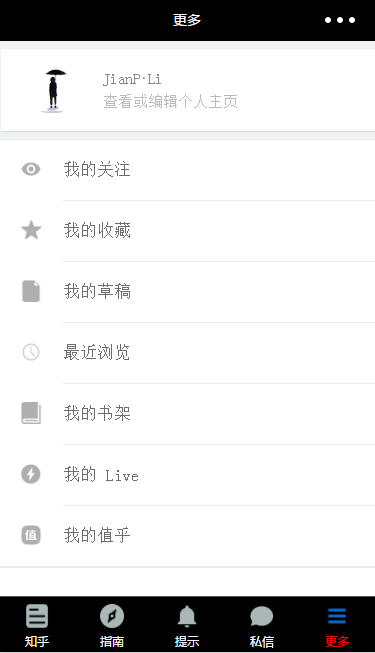 更多
JianP·Li
查看或编辑个人主页
我的关注
我的收藏
我的草稿
最近浏览
我的书架
我的 Live
值 我的值乎
知乎 指南 提示 私信 更多